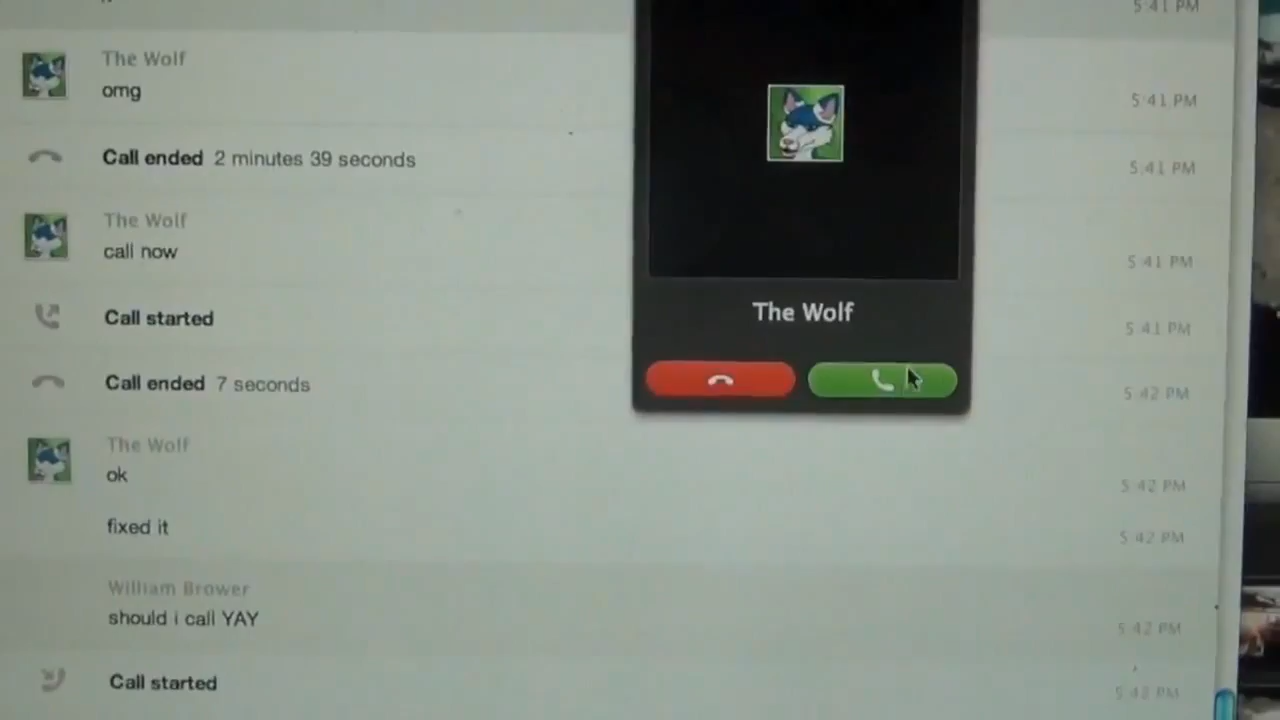 5:41 PM
The Wolf
omg
5:41 PM
Call ended 2 minutes 39 seconds
5:41 PM
The Wolf
call now
5:41 PM
Call started
5:41 PM
Call ended 7 seconds
5:42 PM
The Wolf
ok
5:42 PM
fixed it
5:42 PM
William Brower
should i call YAY
5:42 PM
Call started
5:42 PM
The Wolf